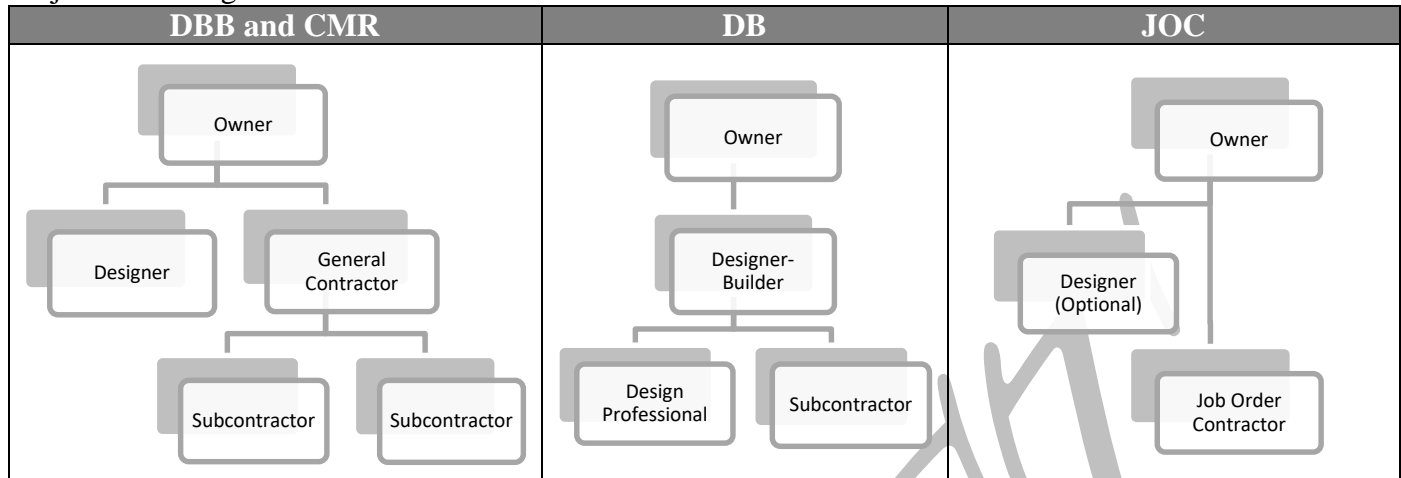 DBB and CMR
DB
JOC
Owner
Designer
General
Contractor
Subcontractor
Subcontractor
Owner
Designer-
Builder
Design
Professional
Subcontractor
Owner
Designer
(Optional)
Job Order
Contractor